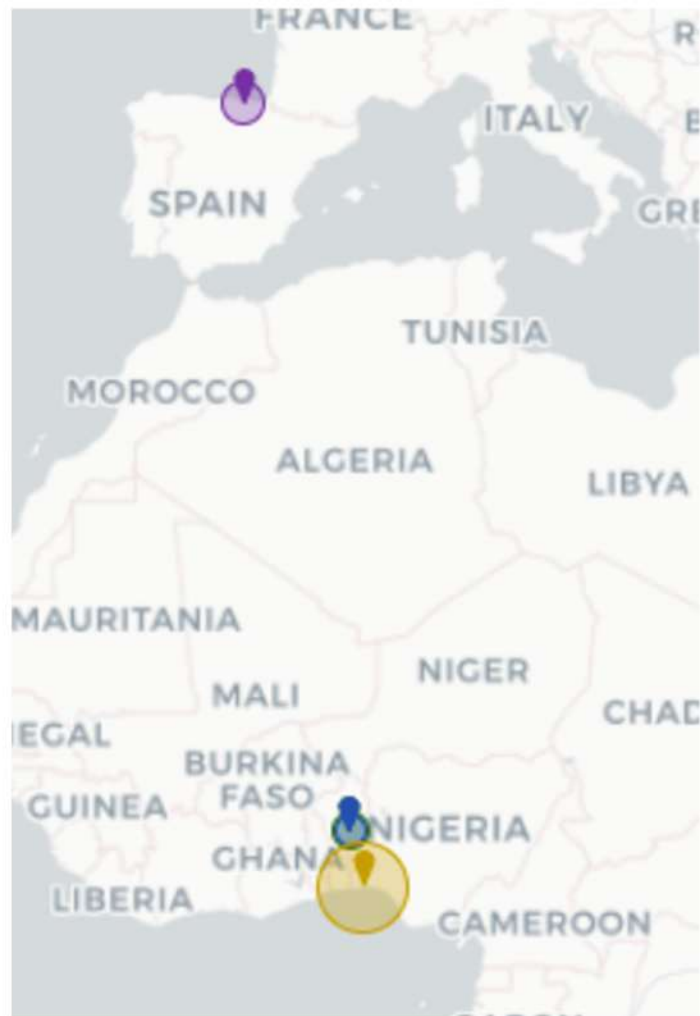 FRANCE
R
ITALY
E
SPAIN
GRE
TUNISIA
MOROCCO
ALGERIA
LIBYA
MAURITANIA
NIGER
MALI
CHAD
EGAL
BURKINA
FASO
GUINEA
NIGERIA
GHANA
LIBERIA
CAMEROON